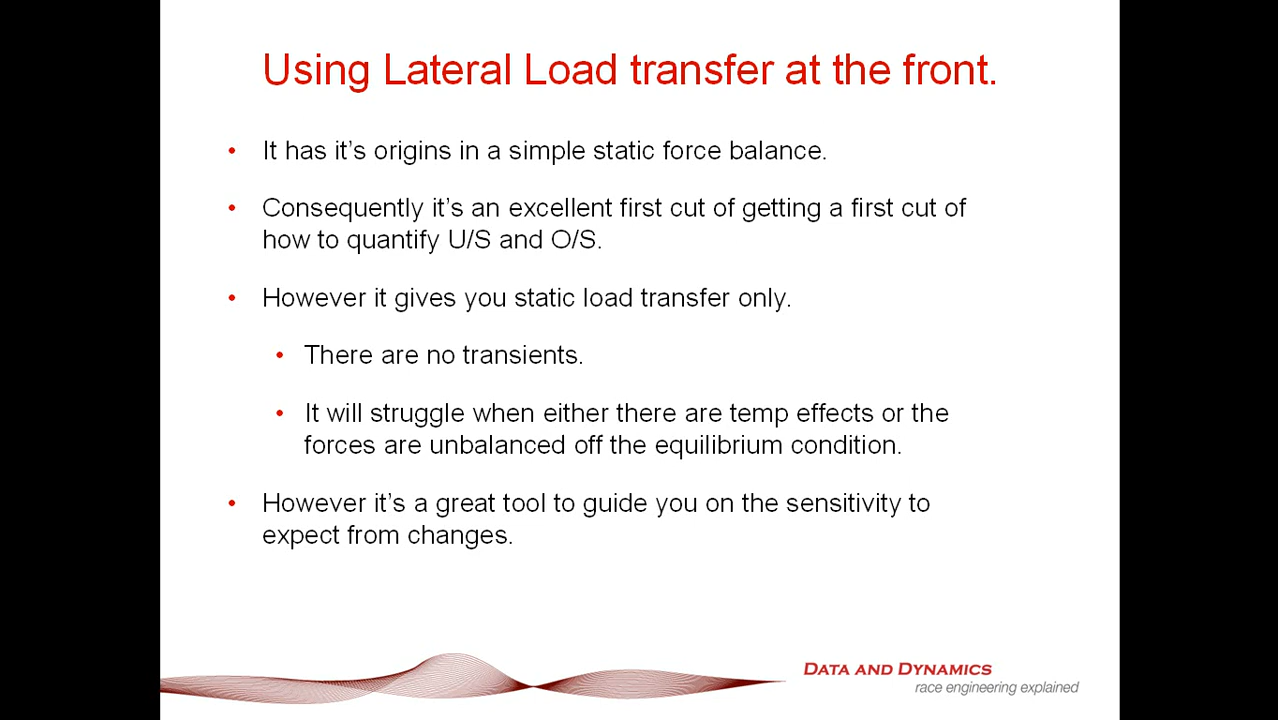 Using Lateral Load transfer at the front.
• It has it's origins in a simple static force balance.
• Consequently it's an excellent first cut of getting a first cut of
how to quantify U/S and O/S.
• However it gives you static load transfer only.
• There are no transients.
• It will struggle when either there are temp effects or the
forces are unbalanced off the equilibrium condition.
• However it's a great tool to guide you on the sensitivity to
expect from changes.
DATA AND DYNAMICS
race engineering explained